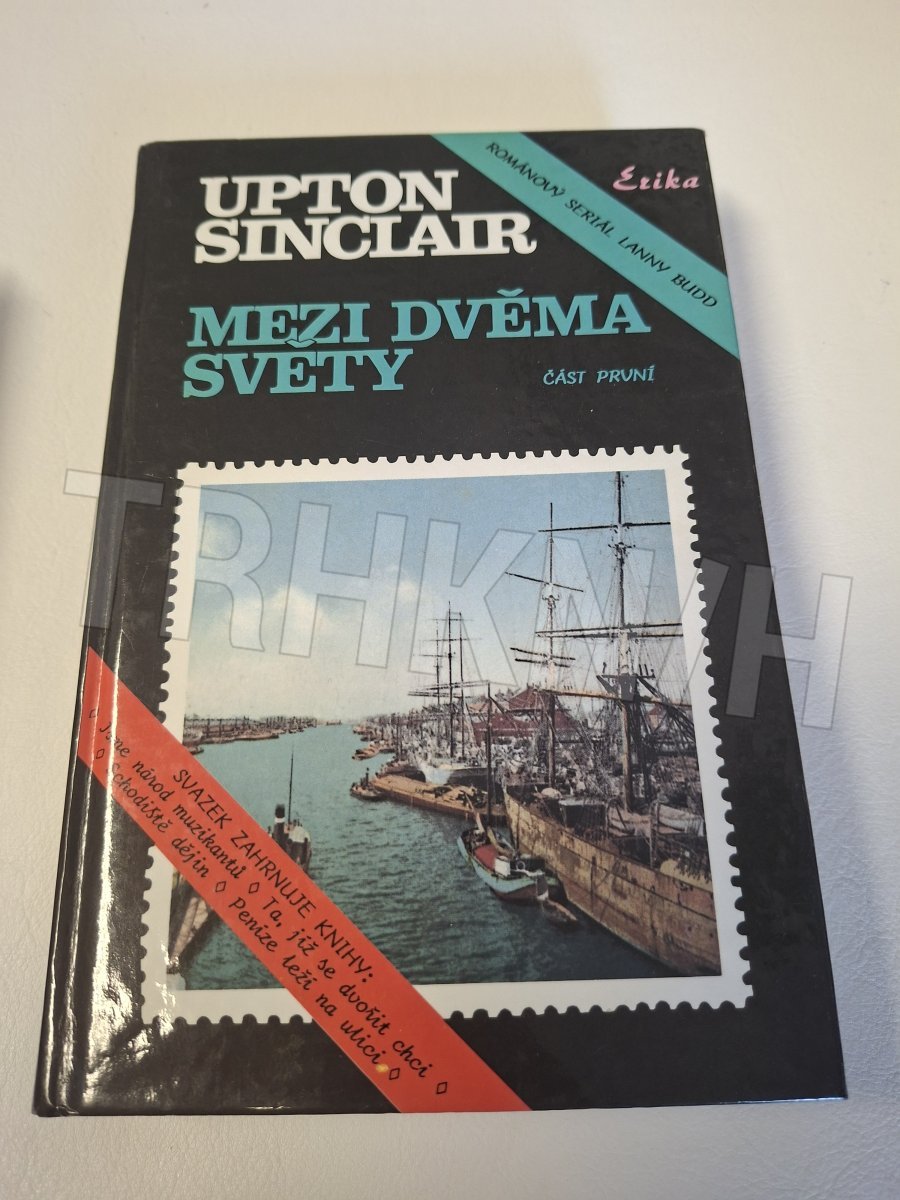 UPTON
SINCLAIR
Erika
ROMÁNOVÝ SERIÁL LANNY BUDD
MEZI DVĚMA
SVĚTY
ČÁST PRVNÍ
TRHKNIH
SVAZEK ZAHRNUJE KNIHY:
◊ Jsme národ muzikantů ◊ Ta, jíž se dvořit chci ◊
◊ Schodiště dějin ◊ Peníze leží na ulici ◊